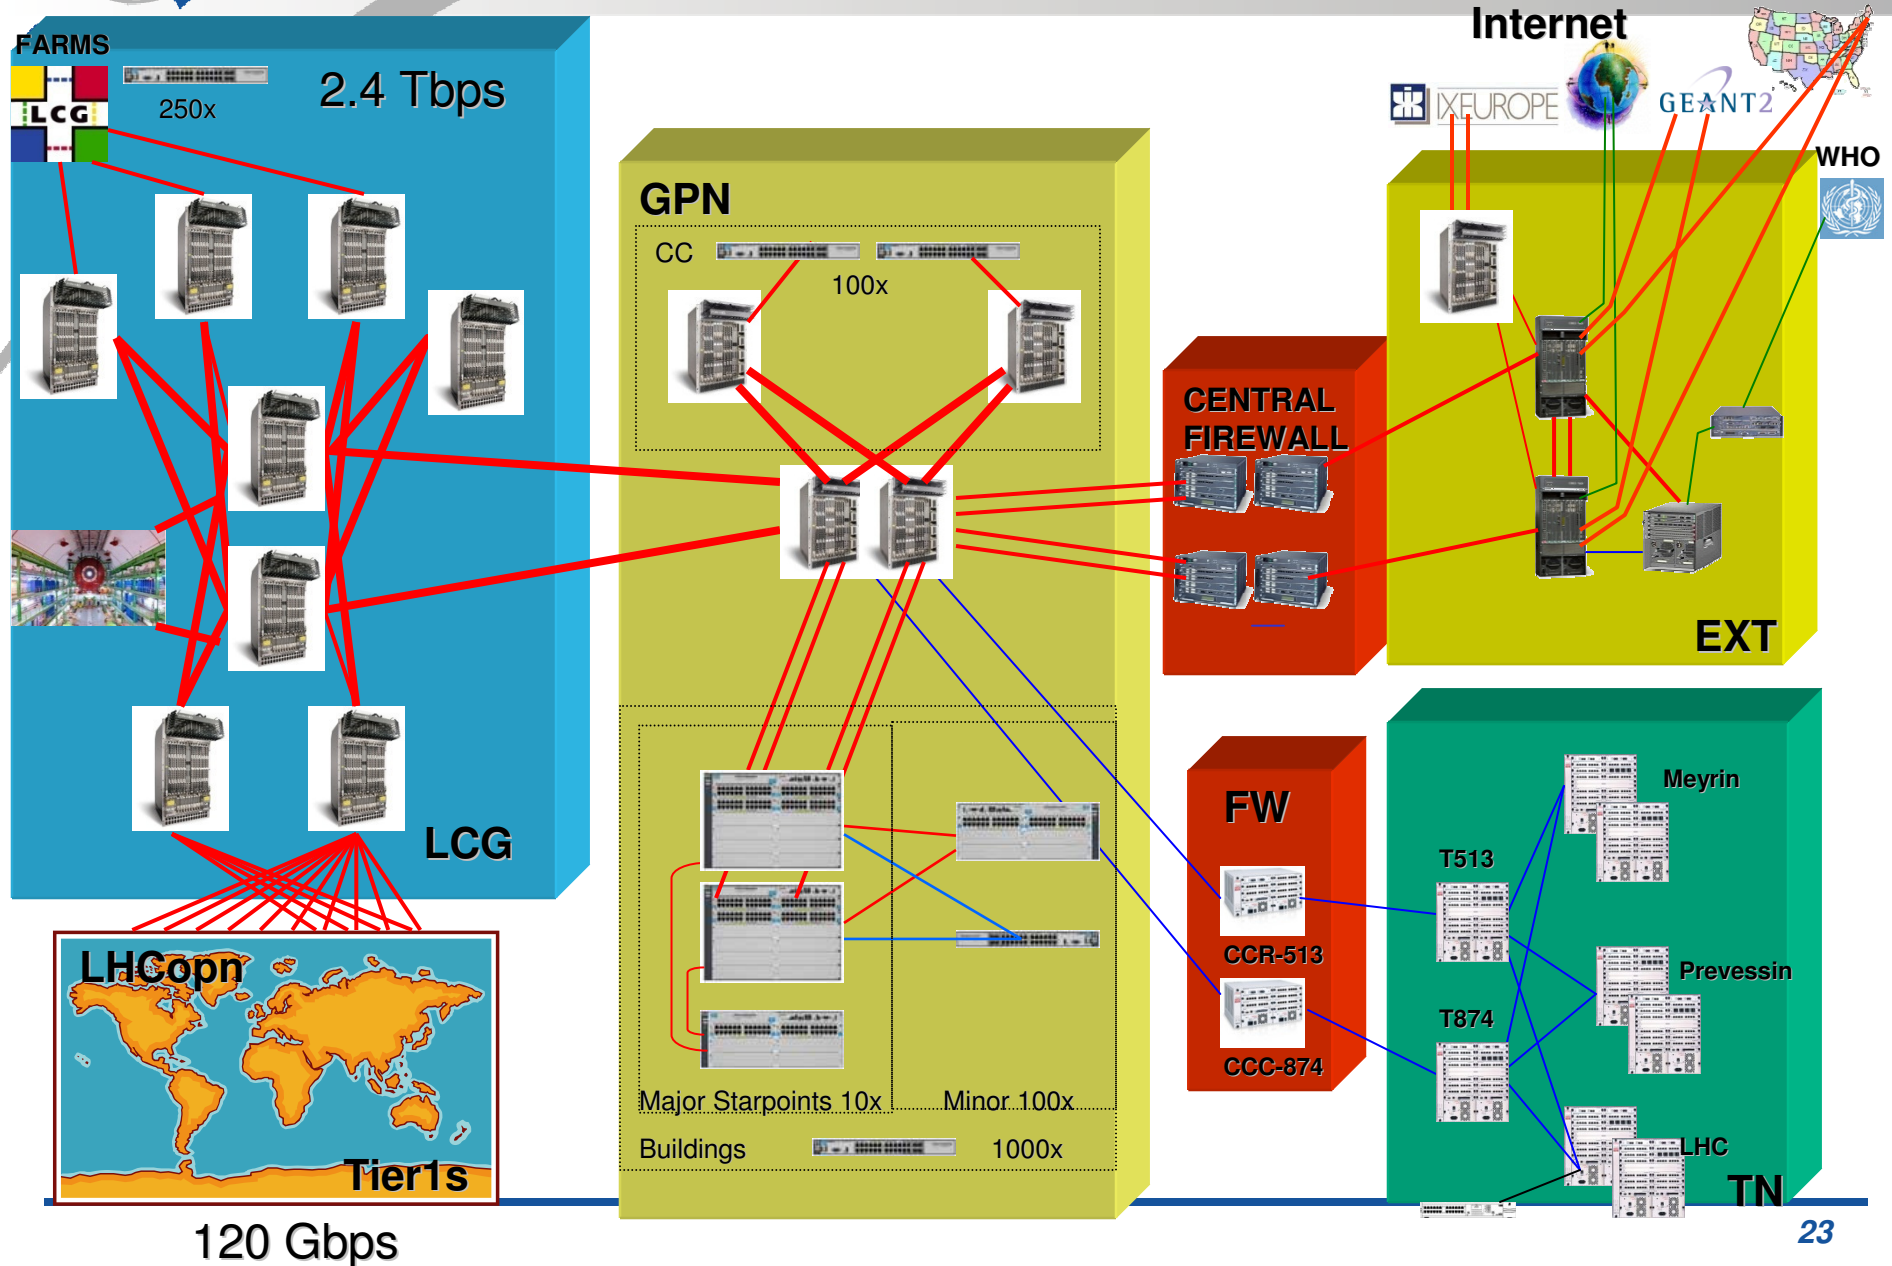 Internet
FARMS
LCG
250x
2.4 Tbps
IXEUROPE
GEANT2
WHO
GPN
CC
100x
CENTRAL
FIREWALL
EXT
FW
Meyrin
T513
LCG
CCR-513
Prevessin
LHCopn
T874
CCC-874
Major Starpoints 10x
Minor 100x
Buildings
1000x
LHC
Tier1s
TN
120 Gbps
23